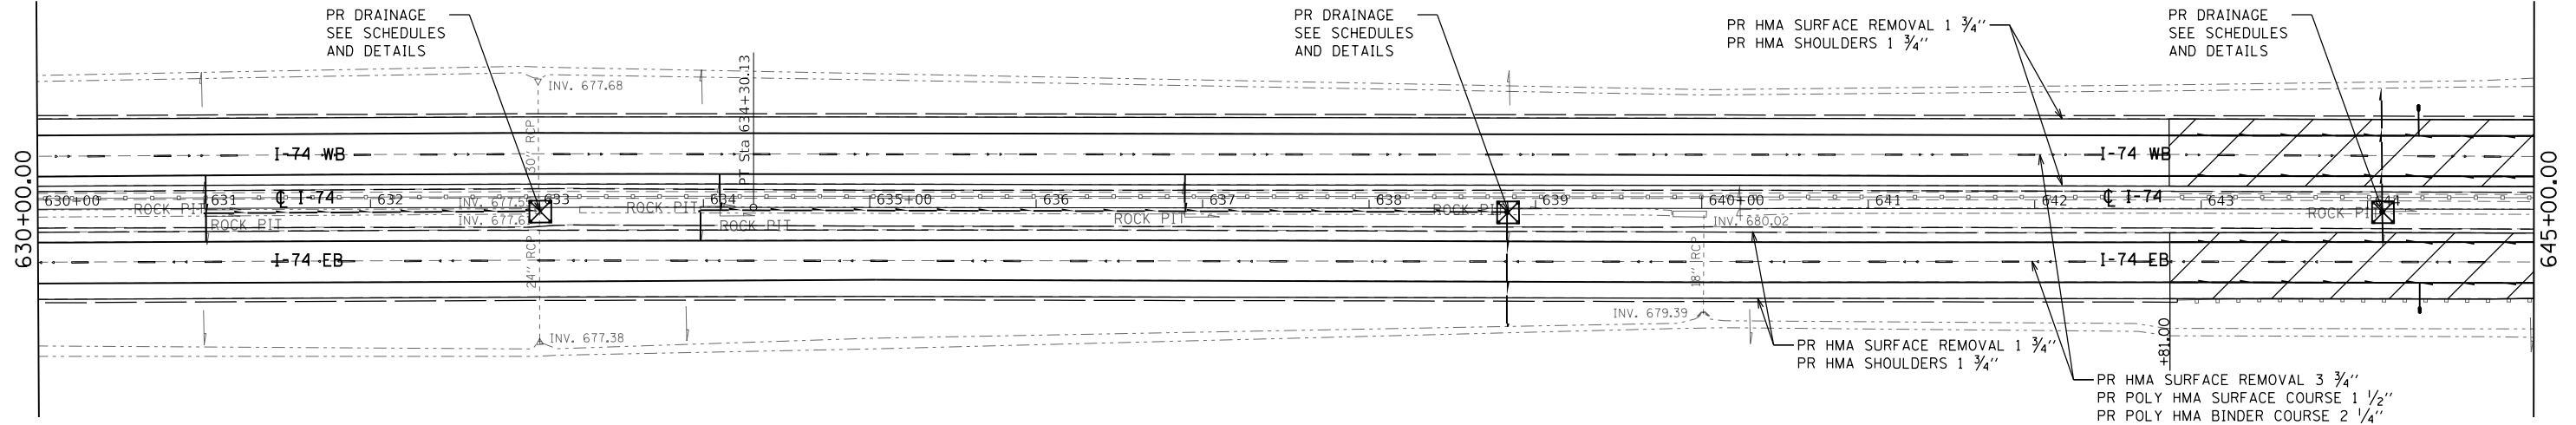 PR DRAINAGE
SEE SCHEDULES
AND DETAILS
PR DRAINAGE
SEE SCHEDULES
AND DETAILS
PR HMA SURFACE REMOVAL 1 ¾"
PR HMA SHOULDERS 1 ¾"
PR DRAINAGE
SEE SCHEDULES
AND DETAILS
INV. 677.68
30" RCP
PT Sta 634+30.13
I-74 WB
I-74 WB
630+00.00
645+00.00
℄ I-74
℄ I-74
630+00
631
632
633
634
635+00
636
637
638
639
640+00
641
642
643
ROCK PIT
ROCK PIT
ROCK PIT
ROCK PIT
ROCK PIT
INV. 680.02
24" RCP
18" RCP
I-74 EB
I-74 EB
INV. 677.38
INV. 679.39
+81.00
PR HMA SURFACE REMOVAL 1 ¾"
PR HMA SHOULDERS 1 ¾"
PR HMA SURFACE REMOVAL 3 ¾"
PR POLY HMA SURFACE COURSE 1 ½"
PR POLY HMA BINDER COURSE 2 ¼"